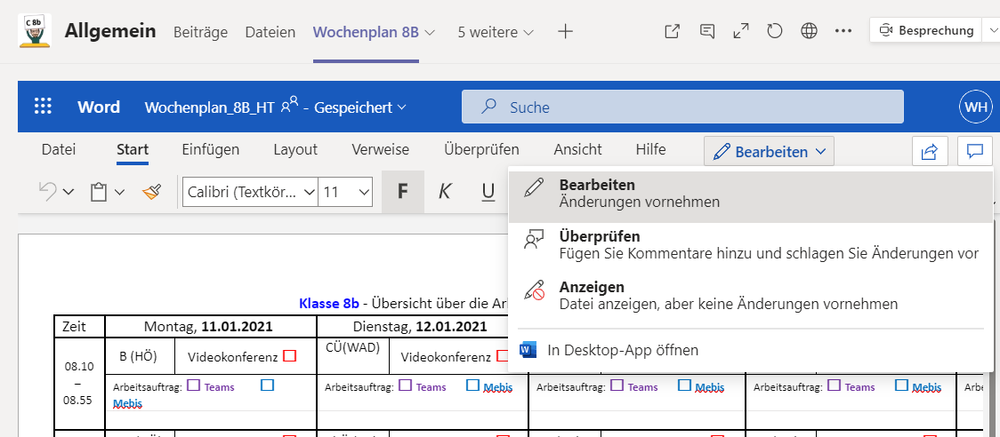 C 8b
Allgemein Beiträge Dateien Wochenplan 8B 5 weitere Besprechung
Word Wochenplan_8B_HT - Gespeichert Suche WH
Datei Start Einfügen Layout Verweise Überprüfen Ansicht Hilfe Bearbeiten
Calibri (Textkör... 11 F K U
Bearbeiten
Änderungen vornehmen
Überprüfen
Fügen Sie Kommentare hinzu und schlagen Sie Änderungen vor
Anzeigen
Datei anzeigen, aber keine Änderungen vornehmen
In Desktop-App öffnen
Klasse 8b - Übersicht über die
Zeit Montag, 11.01.2021 Dienstag, 12.01.2021
08.10
–
08.55
B (HÖ) Videokonferenz CÜ(WAD) Videokonferenz
Arbeitsauftrag: Teams Mebis
Arbeitsauftrag: Teams Mebis
Arbeitsauftrag: Teams Mebis
Arbeitsauftrag: Teams Mebis